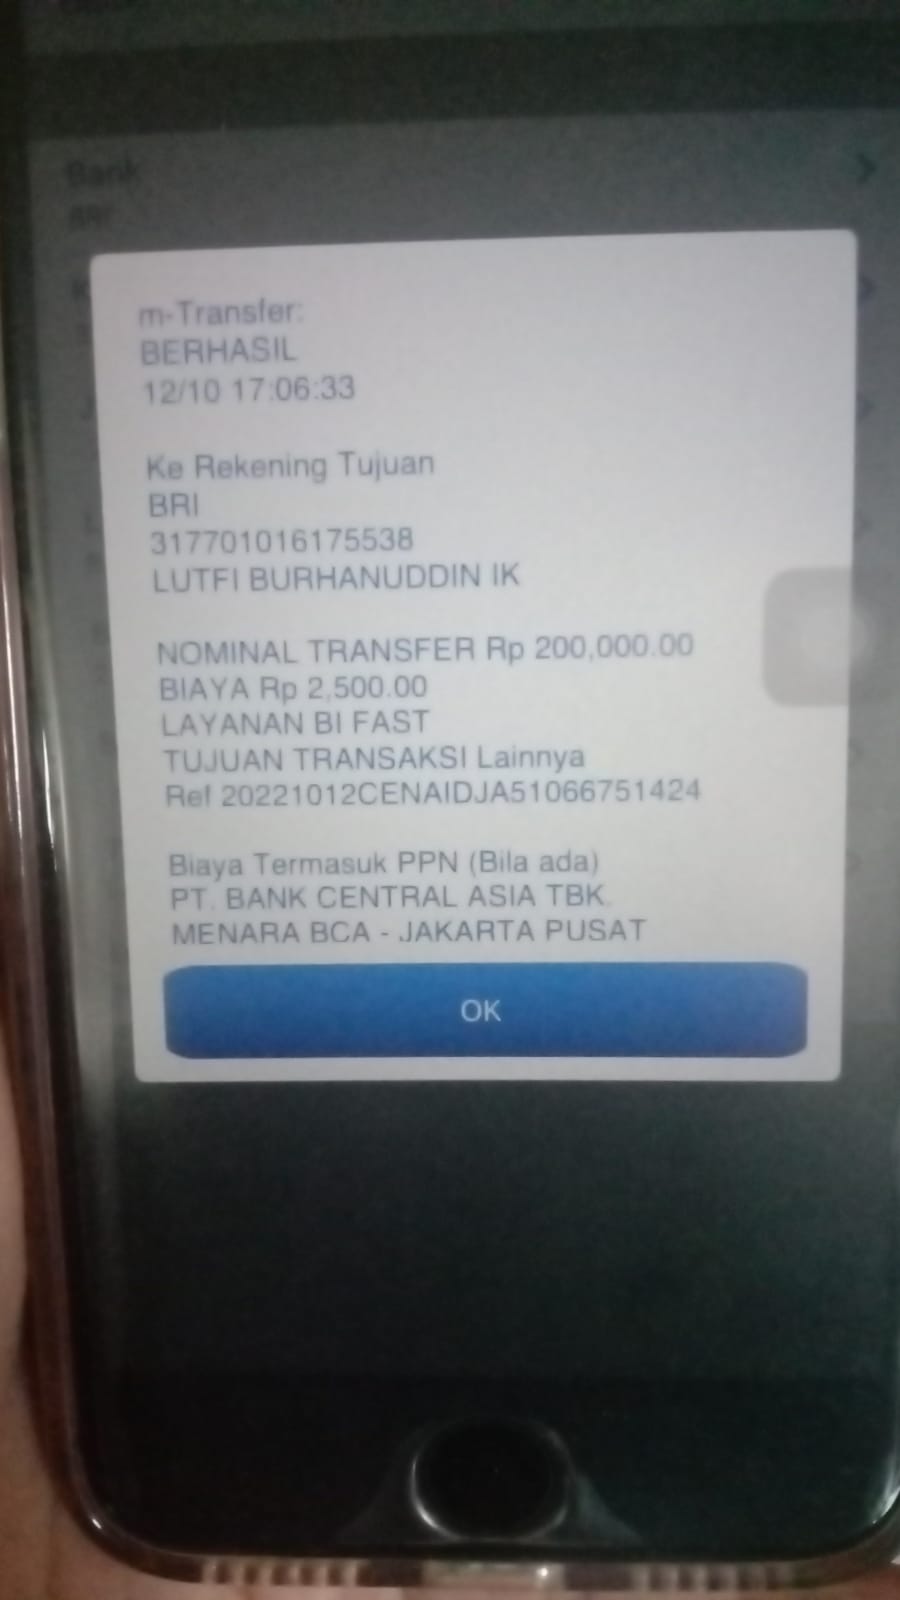 Bank
BRI
m-Transfer:
BERHASIL
12/10 17:06:33
Ke Rekening Tujuan
BRI
317701016175538
LUTFI BURHANUDDIN IK
NOMINAL TRANSFER Rp 200,000.00
BIAYA Rp 2,500.00
LAYANAN BI FAST
TUJUAN TRANSAKSI Lainnya
Ref 20221012CENAIDJA51066751424
Biaya Termasuk PPN (Bila ada)
PT. BANK CENTRAL ASIA TBK.
MENARA BCA - JAKARTA PUSAT
OK